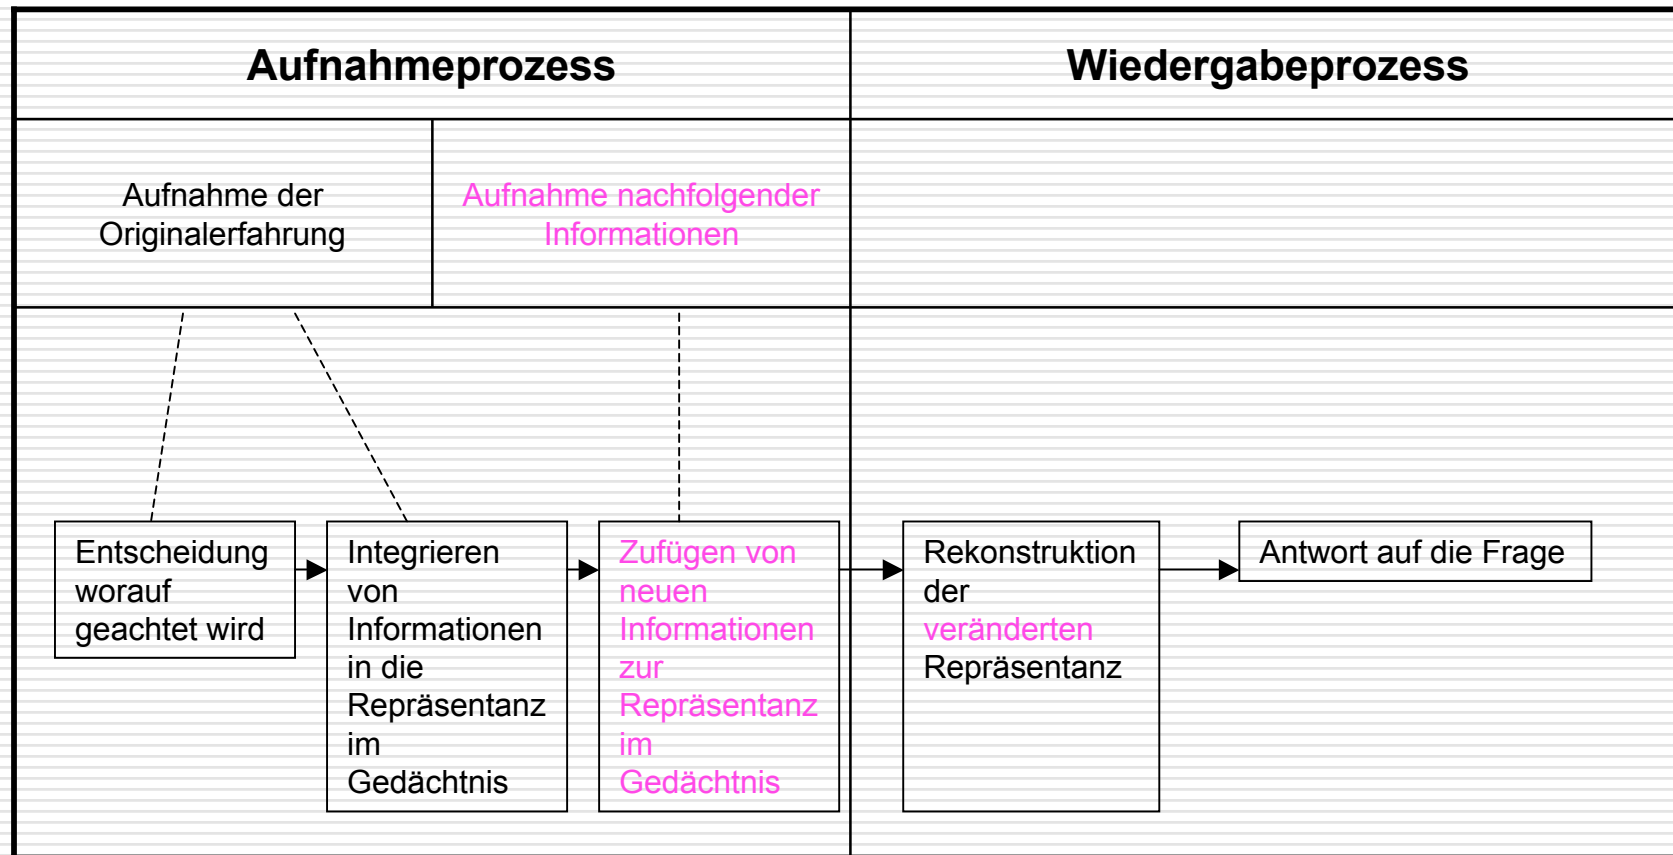 Aufnahmeprozess
Wiedergabeprozess
Aufnahme der
Originalerfahrung
Aufnahme nachfolgender
Informationen
Entscheidung
worauf
geachtet wird
Integrieren
von
Informationen
in die
Repräsentanz
im
Gedächtnis
Zufügen von
neuen
Informationen
zur
Repräsentanz
im
Gedächtnis
Rekonstruktion
der
veränderten
Repräsentanz
Antwort auf die Frage